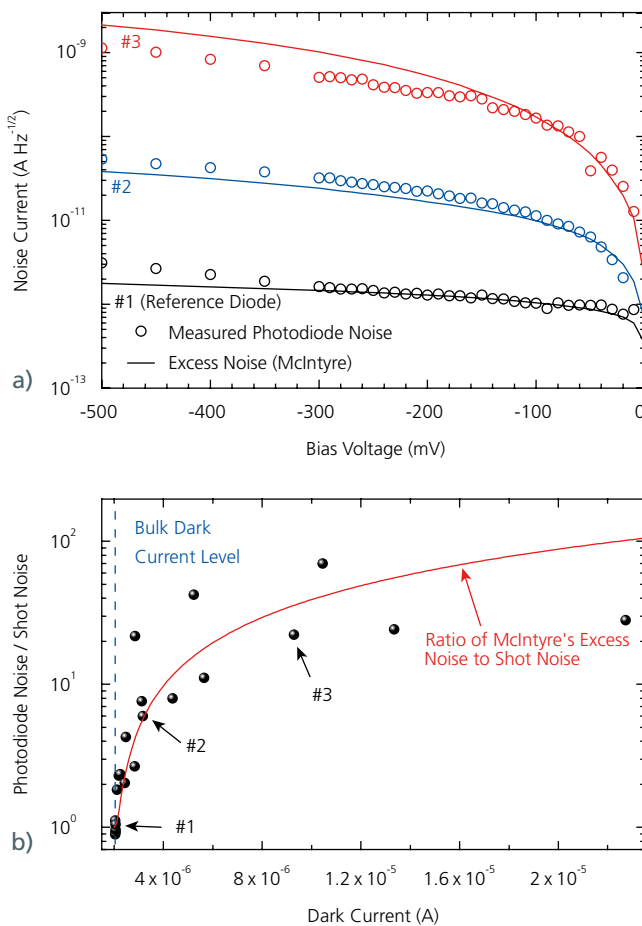 #3
#2
#1 (Reference Diode)
Measured Photodiode Noise
Excess Noise (McIntyre)
Noise Current (A Hz^-1/2)
10^-9
10^-11
10^-13
-500
-400
-300
-200
-100
0
Bias Voltage (mV)
a)
Bulk Dark
Current Level
Ratio of McIntyre's Excess
Noise to Shot Noise
#3
#2
#1
Photodiode Noise / Shot Noise
10^2
10^1
10^0
4 x 10^-6
8 x 10^-6
1.2 x 10^-5
1.6 x 10^-5
2 x 10^-5
Dark Current (A)
b)